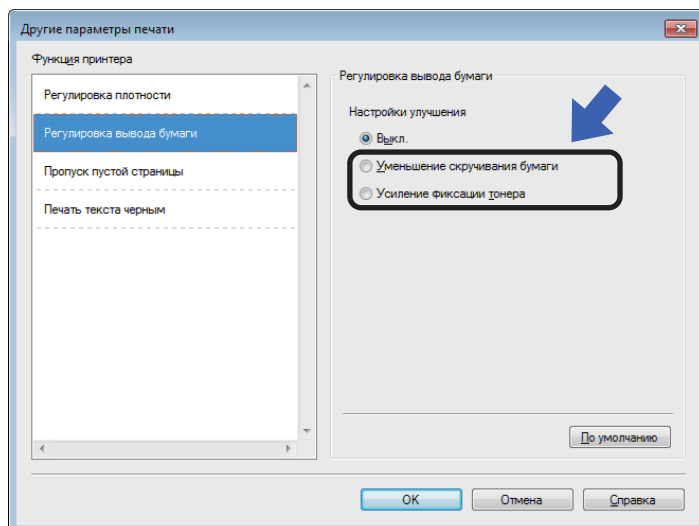 Другие параметры печати
Функция принтера
Регулировка плотности
Регулировка вывода бумаги
Пропуск пустой страницы
Печать текста черным
Регулировка вывода бумаги
Настройки улучшения
Выкл.
Уменьшение скручивания бумаги
Усиление фиксации тонера
По умолчанию
OK
Отмена
Справка